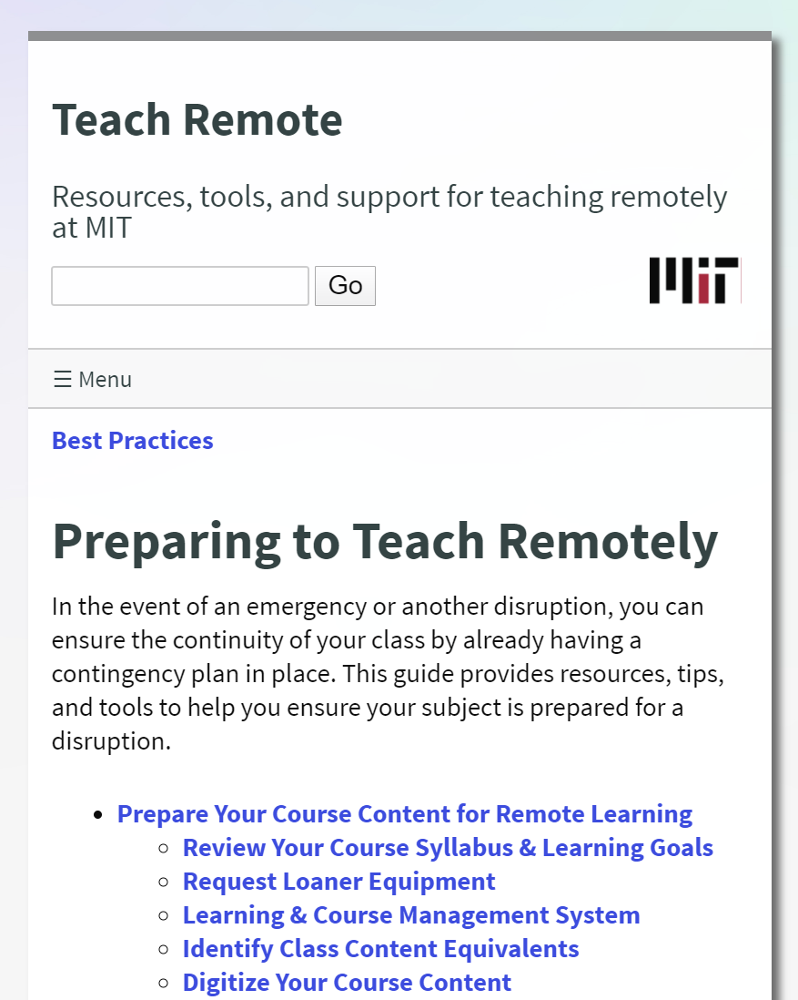 Teach Remote
Resources, tools, and support for teaching remotely
at MIT
Go
MIT
☰ Menu
Best Practices
Preparing to Teach Remotely
In the event of an emergency or another disruption, you can
ensure the continuity of your class by already having a
contingency plan in place. This guide provides resources, tips,
and tools to help you ensure your subject is prepared for a
disruption.
Prepare Your Course Content for Remote Learning
Review Your Course Syllabus & Learning Goals
Request Loaner Equipment
Learning & Course Management System
Identify Class Content Equivalents
Digitize Your Course Content